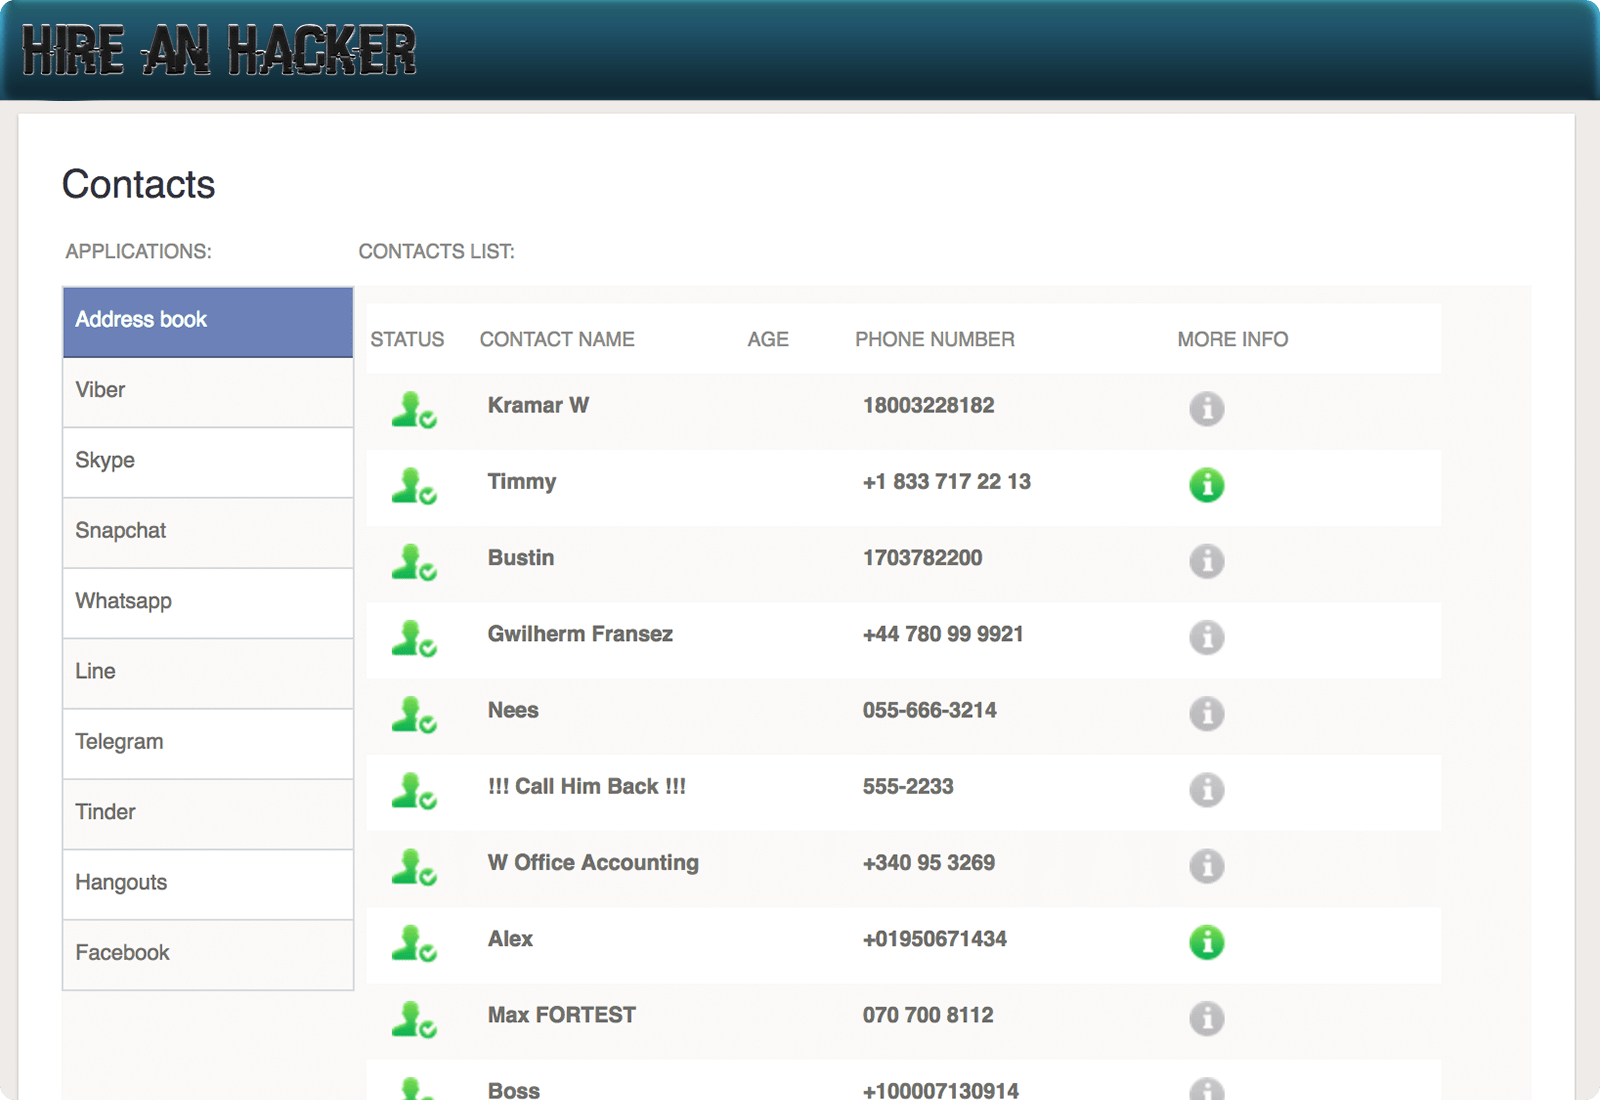 HIRE AN HACKER
Contacts
APPLICATIONS: CONTACTS LIST:
Address book
Viber
Skype
Snapchat
Whatsapp
Line
Telegram
Tinder
Hangouts
Facebook
STATUS CONTACT NAME AGE PHONE NUMBER MORE INFO
Kramar W 18003228182
Timmy +1 833 717 22 13
Bustin 1703782200
Gwilherm Fransez +44 780 99 9921
Nees 055-666-3214
!!! Call Him Back !!! 555-2233
W Office Accounting +340 95 3269
Alex +01950671434
Max FORTEST 070 700 8112
Boss +100007130914